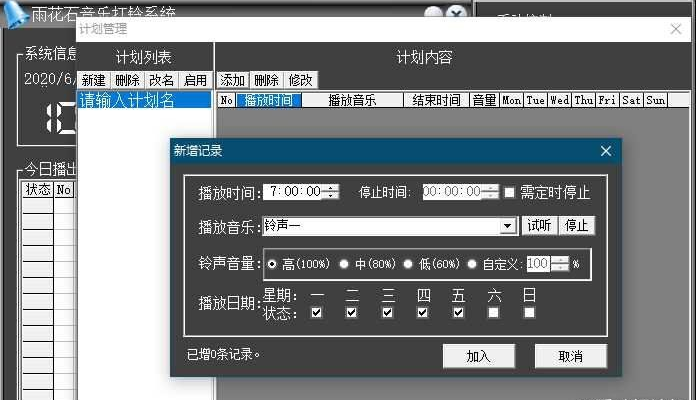 雨花石音乐打铃系统
计划管理
系统信息
2020/6/
计划列表
计划内容
新建 删除 改名 启用
添加 删除 修改
请输入计划名
No 播放时间 播放音乐 结束时间 音量 Mon Tue Wed Thu Fri Sat Sun
今日播出
状态 No
新增记录
播放时间: 7:00:00 停止时间: 00:00:00 需定时停止
播放音乐: 铃声一 试听 停止
铃声音量: 高(100%) 中(80%) 低(60%) 自定义: 100 %
播放日期: 星期: 一 二 三 四 五 六 日
状态:
已增0条记录。
加入 取消